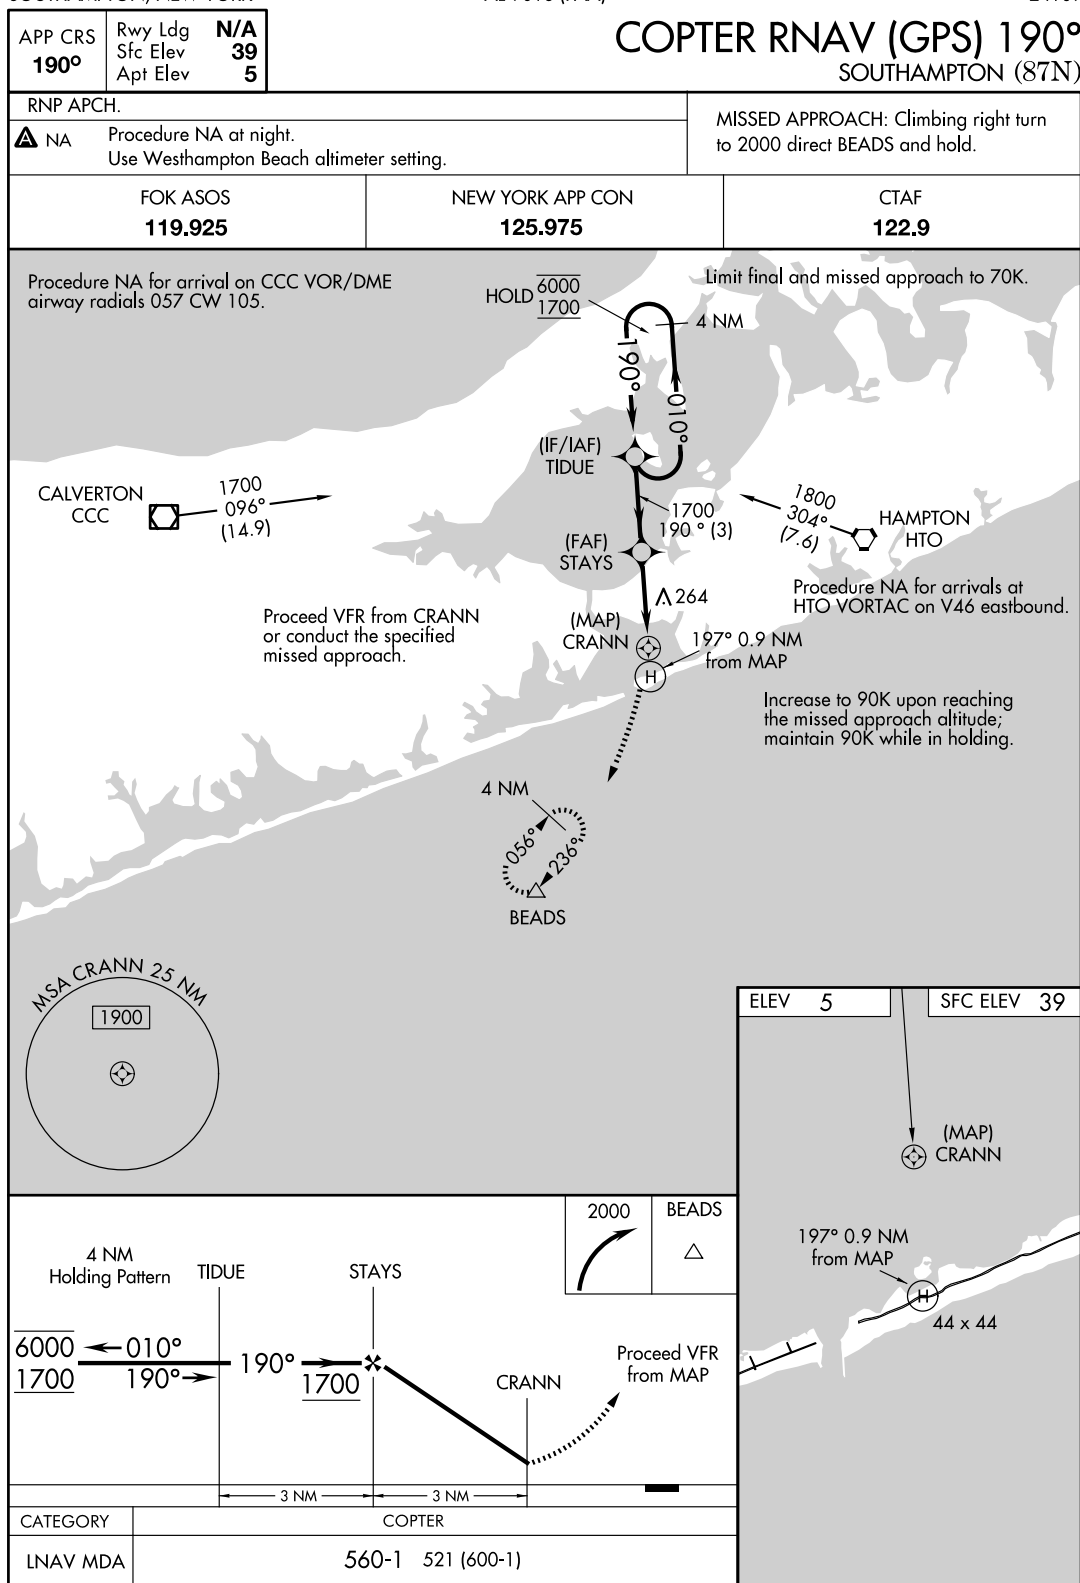 COPTER RNAV (GPS) 190°
SOUTHAMPTON (87N)
APP CRS
190°
Rwy Ldg N/A
Sfc Elev 39
Apt Elev 5
RNP APCH.
A NA
Procedure NA at night.
Use Westhampton Beach altimeter setting.
MISSED APPROACH: Climbing right turn
to 2000 direct BEADS and hold.
FOK ASOS
119.925
NEW YORK APP CON
125.975
CTAF
122.9
Procedure NA for arrival on CCC VOR/DME
airway radials 057 CW 105.
HOLD 6000
1700
Limit final and missed approach to 70K.
4 NM
190°
010°
(IF/IAF)
TIDUE
CALVERTON
CCC
1700
096°
(14.9)
1700
190.° (3)
1800
304°
(7.6)
HAMPTON
HTO
(FAF)
STAYS
264
Procedure NA for arrivals at
HTO VORTAC on V46 eastbound.
Proceed VFR from CRANN
or conduct the specified
missed approach.
(MAP)
CRANN
197° 0.9 NM
from MAP
H
Increase to 90K upon reaching
the missed approach altitude;
maintain 90K while in holding.
4 NM
056°
236°
BEADS
MSA CRANN 25 NM
1900
ELEV 5
SFC ELEV 39
(MAP)
CRANN
197° 0.9 NM
from MAP
H
44 x 44
2000
BEADS
4 NM
Holding Pattern
TIDUE
STAYS
6000
1700
010°
190°
190°
1700
CRANN
Proceed VFR
from MAP
3 NM
3 NM
CATEGORY
COPTER
LNAV MDA
560-1 521 (600-1)